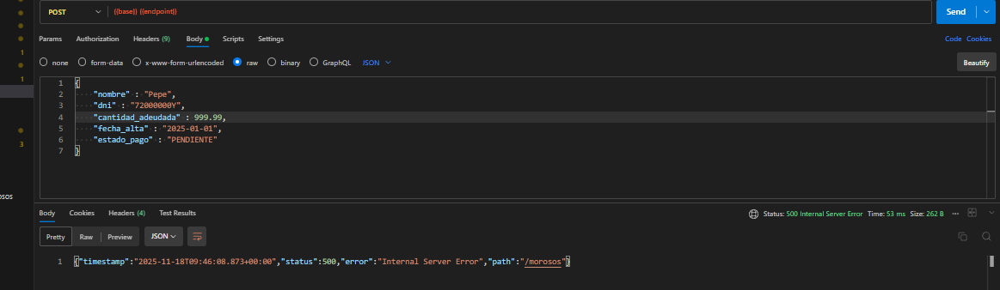 POST {{base}} {{endpoint}} Send
Params Authorization Headers (9) Body Scripts Settings Code Cookies
none form-data x-www-form-urlencoded raw binary GraphQL JSON Beautify
1 {
1 2 "nombre" : "Pepe",
3 "dni" : "72000000Y",
1 4 "cantidad_adeudada" : 999.99,
5 "fecha_alta" : "2025-01-01",
6 "estado_pago" : "PENDIENTE"
3 7 }
osos
Body Cookies Headers (4) Test Results Status: 500 Internal Server Error Time: 53 ms Size: 262 B
Pretty Raw Preview JSON
1 {"timestamp":"2025-11-18T09:46:08.873+00:00","status":500,"error":"Internal Server Error","path":"/morosos"}